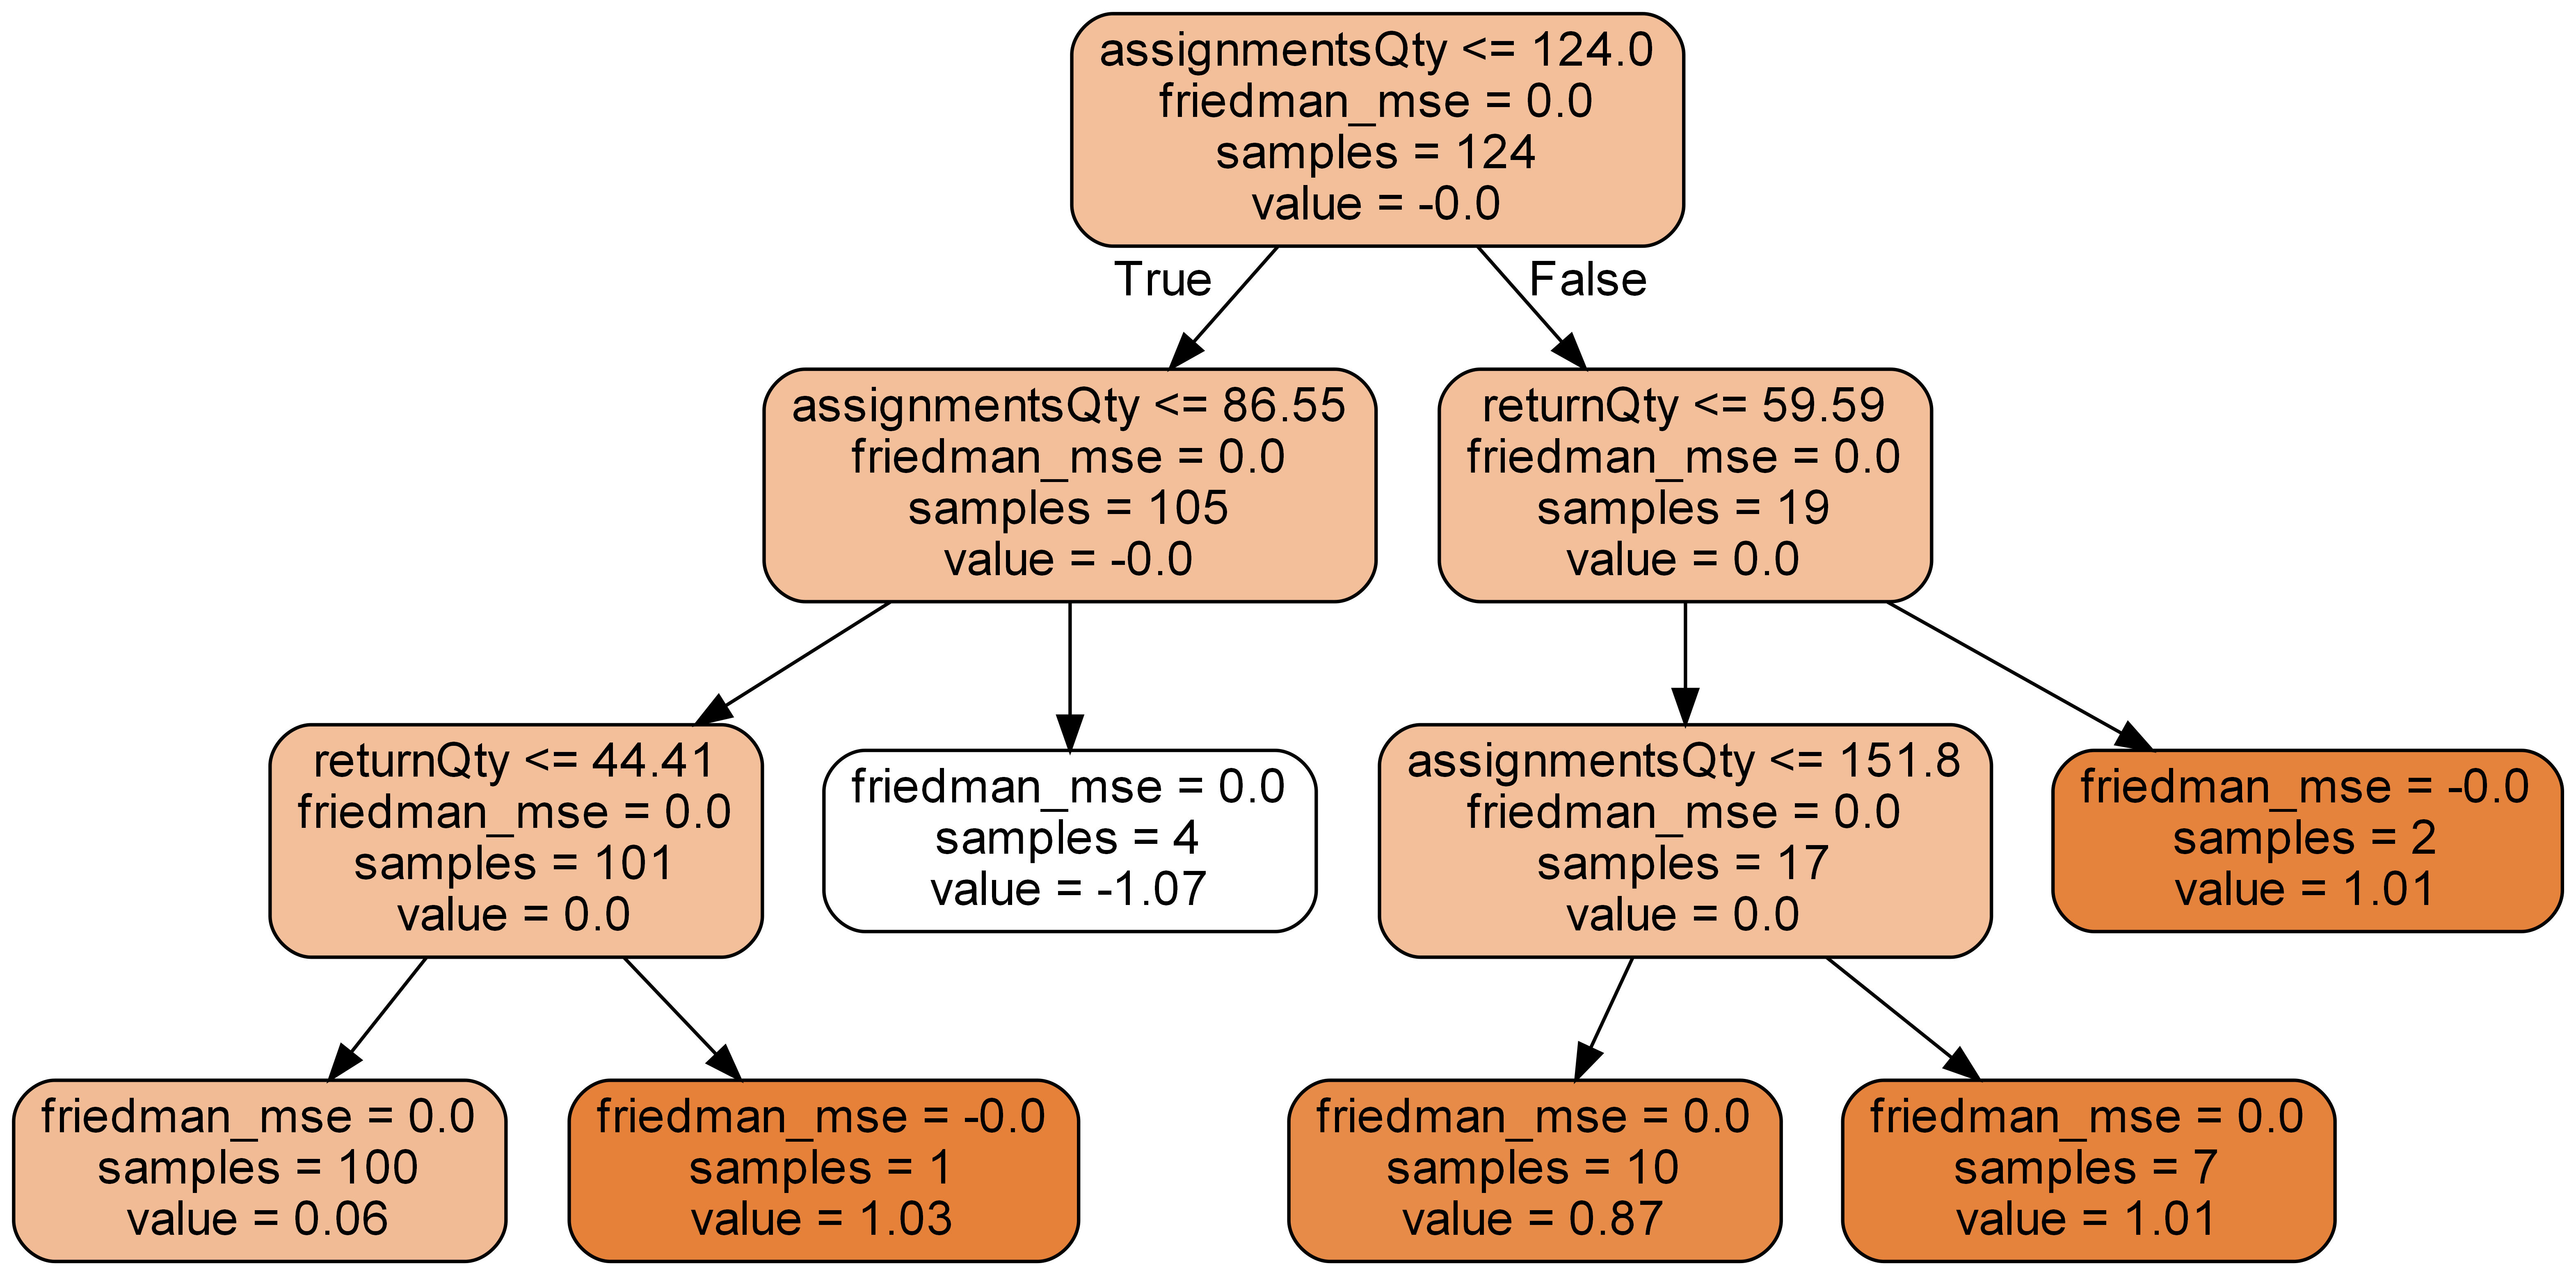 assignmentsQty <= 124.0
friedman_mse = 0.0
samples = 124
value = -0.0
True
False
assignmentsQty <= 86.55
friedman_mse = 0.0
samples = 105
value = -0.0
returnQty <= 59.59
friedman_mse = 0.0
samples = 19
value = 0.0
returnQty <= 44.41
friedman_mse = 0.0
samples = 101
value = 0.0
friedman_mse = 0.0
samples = 4
value = -1.07
assignmentsQty <= 151.8
friedman_mse = 0.0
samples = 17
value = 0.0
friedman_mse = -0.0
samples = 2
value = 1.01
friedman_mse = 0.0
samples = 100
value = 0.06
friedman_mse = -0.0
samples = 1
value = 1.03
friedman_mse = 0.0
samples = 10
value = 0.87
friedman_mse = 0.0
samples = 7
value = 1.01